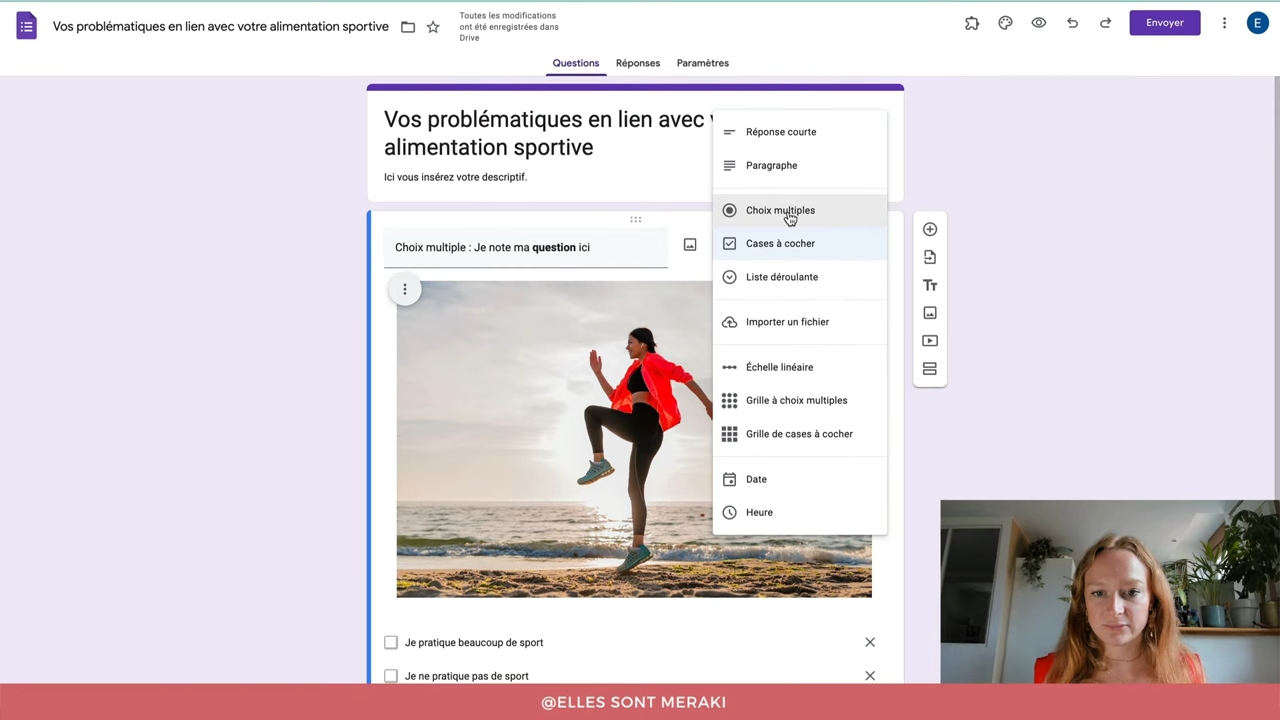 Vos problématiques en lien avec votre alimentation sportive
Toutes les modifications
ont été enregistrées dans
Drive
Envoyer
E
Questions
Réponses
Paramètres
Vos problématiques en lien avec
alimentation sportive
Ici vous insérez votre descriptif.
Choix multiple : Je note ma question ici
Réponse courte
Paragraphe
Choix multiples
Cases à cocher
Liste déroulante
Importer un fichier
Échelle linéaire
Grille à choix multiples
Grille de cases à cocher
Date
Heure
Tт
Je pratique beaucoup de sport
Je ne pratique pas de sport
@ELLES SONT MERAKI